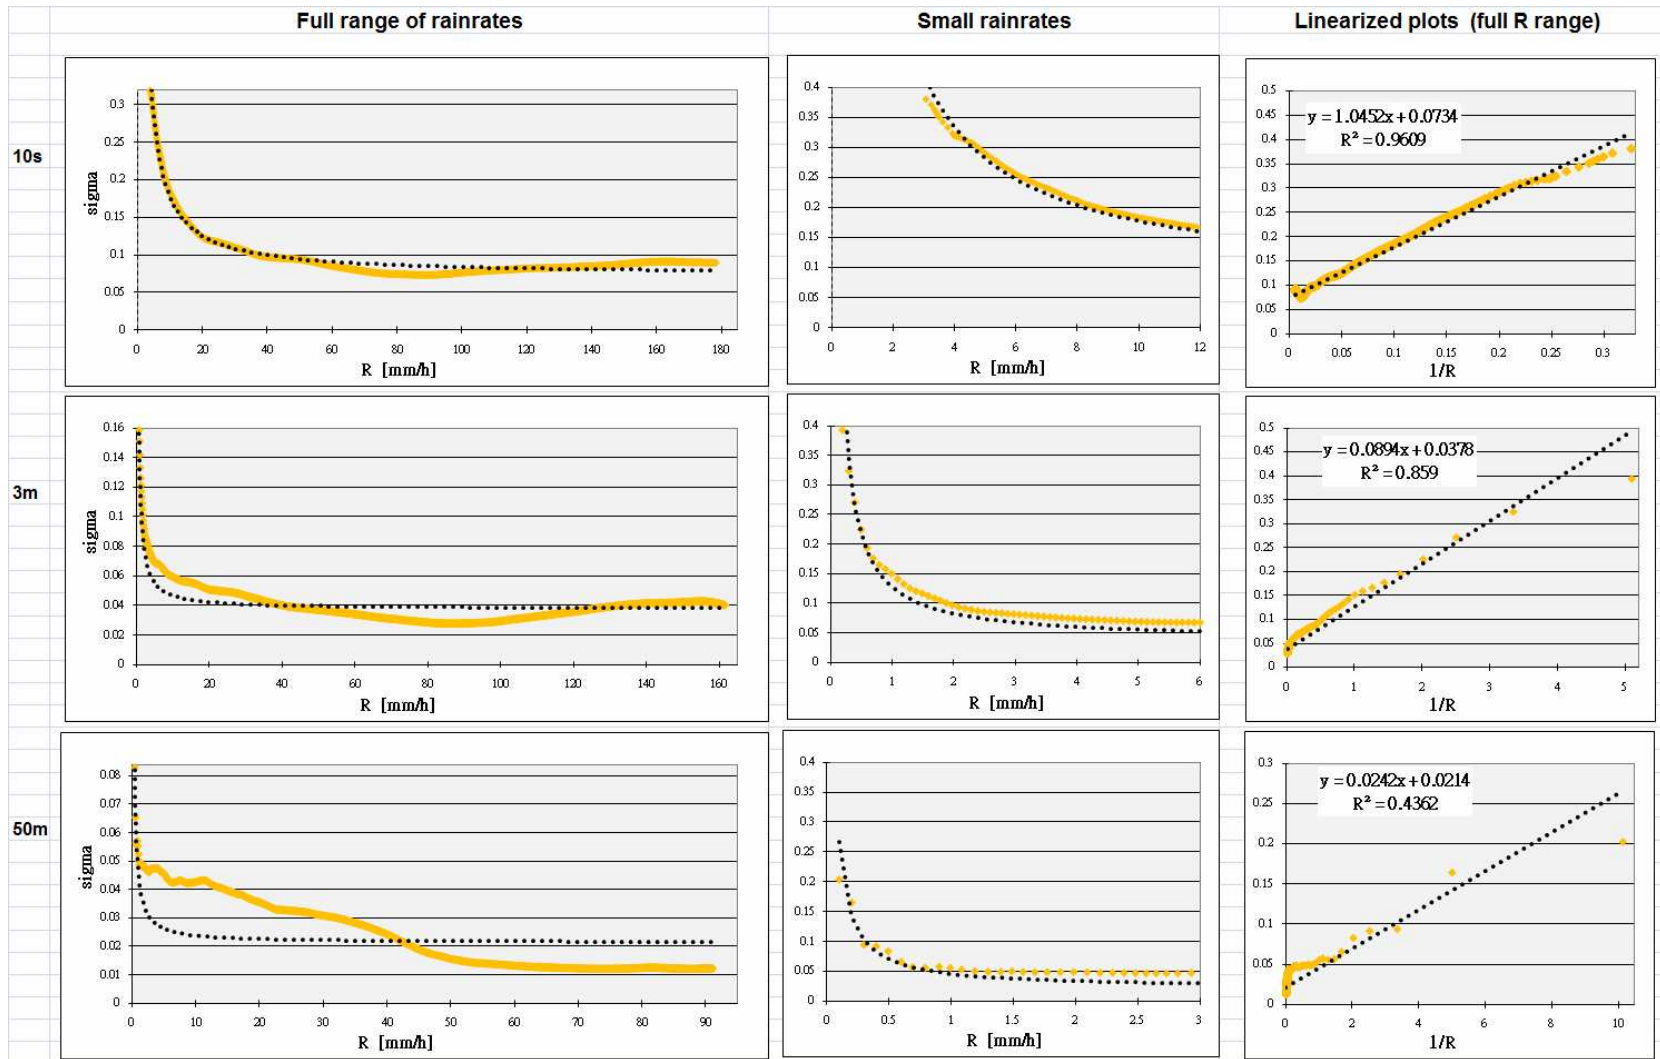 Full range of rainrates
Small rainrates
Linearized plots (full R range)
10s
sigma
0.3
0.25
0.2
0.15
0.1
0.05
0
0 20 40 60 80 100 120 140 160 180
R [mm/h]
0.4
0.35
0.3
0.25
0.2
0.15
0.1
0.05
0
0 2 4 6 8 10 12
R [mm/h]
0.5
0.45
0.4
0.35
0.3
0.25
0.2
0.15
0.1
0.05
0
y = 1.0452x + 0.0734
R² = 0.9609
0 0.05 0.1 0.15 0.2 0.25 0.3
1/R
3m
sigma
0.16
0.14
0.12
0.1
0.08
0.06
0.04
0.02
0
0 20 40 60 80 100 120 140 160
R [mm/h]
0.4
0.35
0.3
0.25
0.2
0.15
0.1
0.05
0
0 1 2 3 4 5 6
R [mm/h]
0.5
0.45
0.4
0.35
0.3
0.25
0.2
0.15
0.1
0.05
0
y = 0.0894x + 0.0378
R² = 0.859
0 1 2 3 4 5
1/R
50m
sigma
0.08
0.07
0.06
0.05
0.04
0.03
0.02
0.01
0
0 10 20 30 40 50 60 70 80 90
R [mm/h]
0.4
0.35
0.3
0.25
0.2
0.15
0.1
0.05
0
0 0.5 1 1.5 2 2.5 3
R [mm/h]
0.3
0.25
0.2
0.15
0.1
0.05
0
y = 0.0242x + 0.0214
R² = 0.4362
0 2 4 6 8 10
1/R